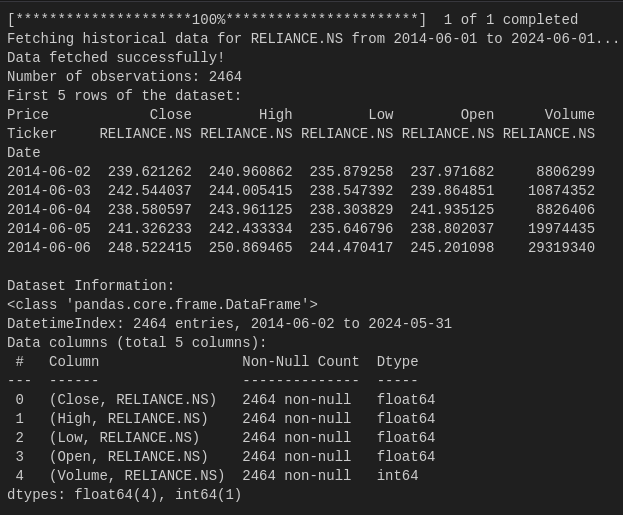 [*********************100%***********************]  1 of 1 completed
Fetching historical data for RELIANCE.NS from 2014-06-01 to 2024-06-01...
Data fetched successfully!
Number of observations: 2464
First 5 rows of the dataset:
Price            Close        High         Low        Open      Volume
Ticker     RELIANCE.NS RELIANCE.NS RELIANCE.NS RELIANCE.NS RELIANCE.NS
Date
2014-06-02  239.621262  240.960862  235.879258  237.971682     8806299
2014-06-03  242.544037  244.005415  238.547392  239.864851    10874352
2014-06-04  238.580597  243.961125  238.303829  241.935125     8826406
2014-06-05  241.326233  242.433334  235.646796  238.802037    19974435
2014-06-06  248.522415  250.869465  244.470417  245.201098    29319340
Dataset Information:
<class 'pandas.core.frame.DataFrame'>
DatetimeIndex: 2464 entries, 2014-06-02 to 2024-05-31
Data columns (total 5 columns):
 #   Column                 Non-Null Count  Dtype
---  ------                 --------------  -----
 0   (Close, RELIANCE.NS)   2464 non-null   float64
 1   (High, RELIANCE.NS)    2464 non-null   float64
 2   (Low, RELIANCE.NS)     2464 non-null   float64
 3   (Open, RELIANCE.NS)    2464 non-null   float64
 4   (Volume, RELIANCE.NS)  2464 non-null   int64
dtypes: float64(4), int64(1)